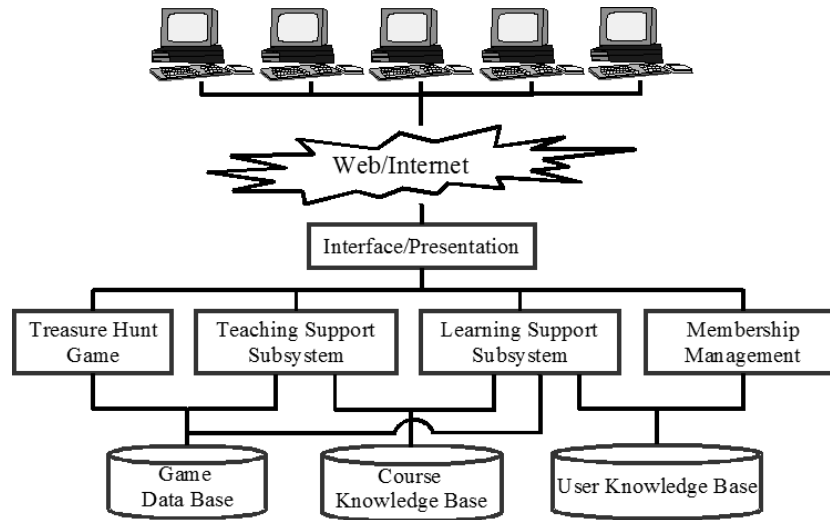 Web/Internet
Interface/Presentation
Treasure Hunt
Game
Teaching Support
Subsystem
Learning Support
Subsystem
Membership
Management
Game
Data Base
Course
Knowledge Base
User Knowledge Base